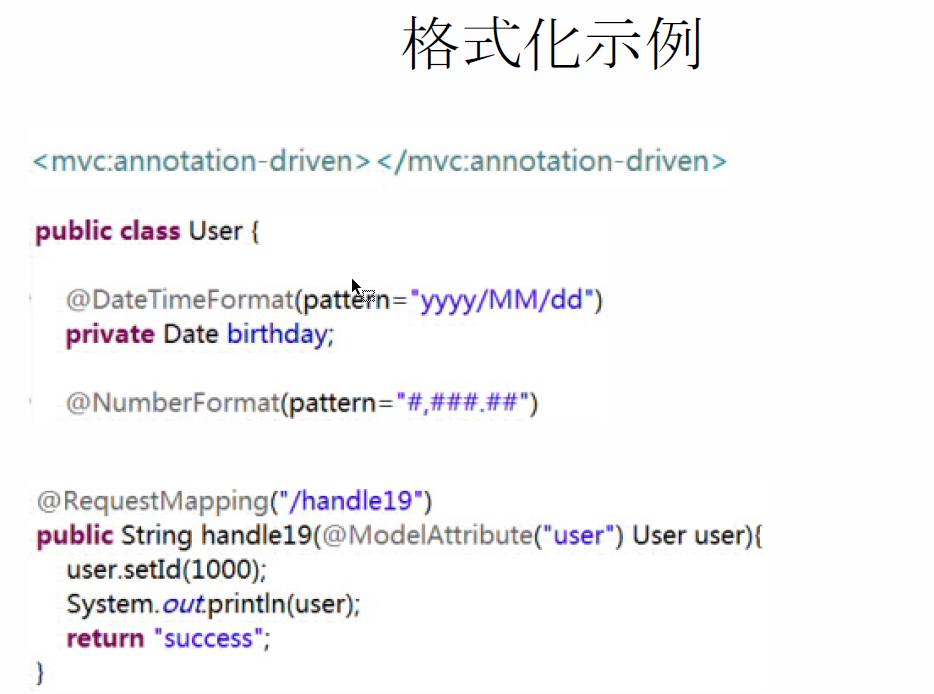 格式化示例
<mvc:annotation-driven></mvc:annotation-driven>
public class User {
@DateTimeFormat(pattern="yyyy/MM/dd")
private Date birthday;
@NumberFormat(pattern="#,###.##")
@RequestMapping("/handle19")
public String handle19(@ModelAttribute("user") User user){
user.setId(1000);
System.out.println(user);
return "success";
}